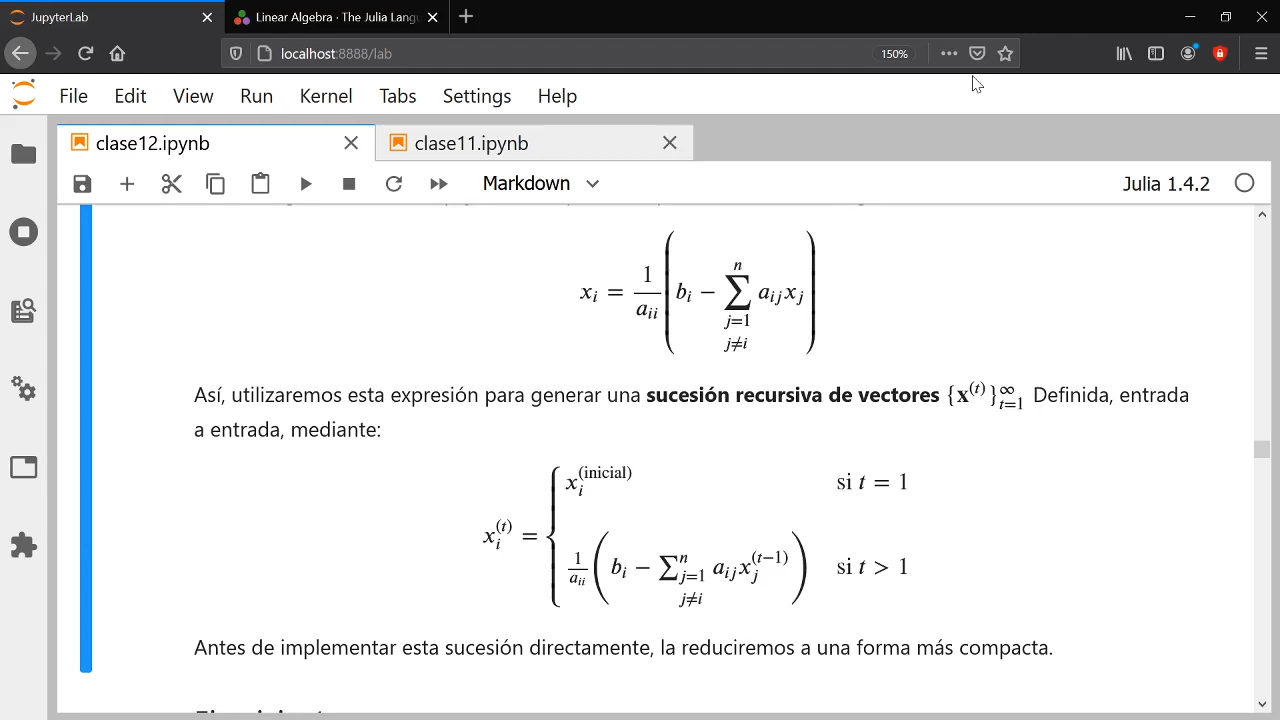 JupyterLab
Linear Algebra · The Julia Langu
localhost:8888/lab
150%
File Edit View Run Kernel Tabs Settings Help
clase12.ipynb
clase11.ipynb
Markdown
Julia 1.4.2
x_i = \frac{1}{a_{ii}} \left( b_i - \sum_{\substack{j=1 \\ j \neq i}}^{n} a_{ij} x_j \right)
Así, utilizaremos esta expresión para generar una sucesión recursiva de vectores {x^{(t)}}_{t=1}^{∞} Definida, entrada
a entrada, mediante:
x_i^{(t)} = { x_i^{(inicial)} si t = 1
\frac{1}{a_{ii}} \left( b_i - \sum_{\substack{j=1 \\ j \neq i}}^{n} a_{ij} x_j^{(t-1)} \right) si t > 1
Antes de implementar esta sucesión directamente, la reduciremos a una forma más compacta.